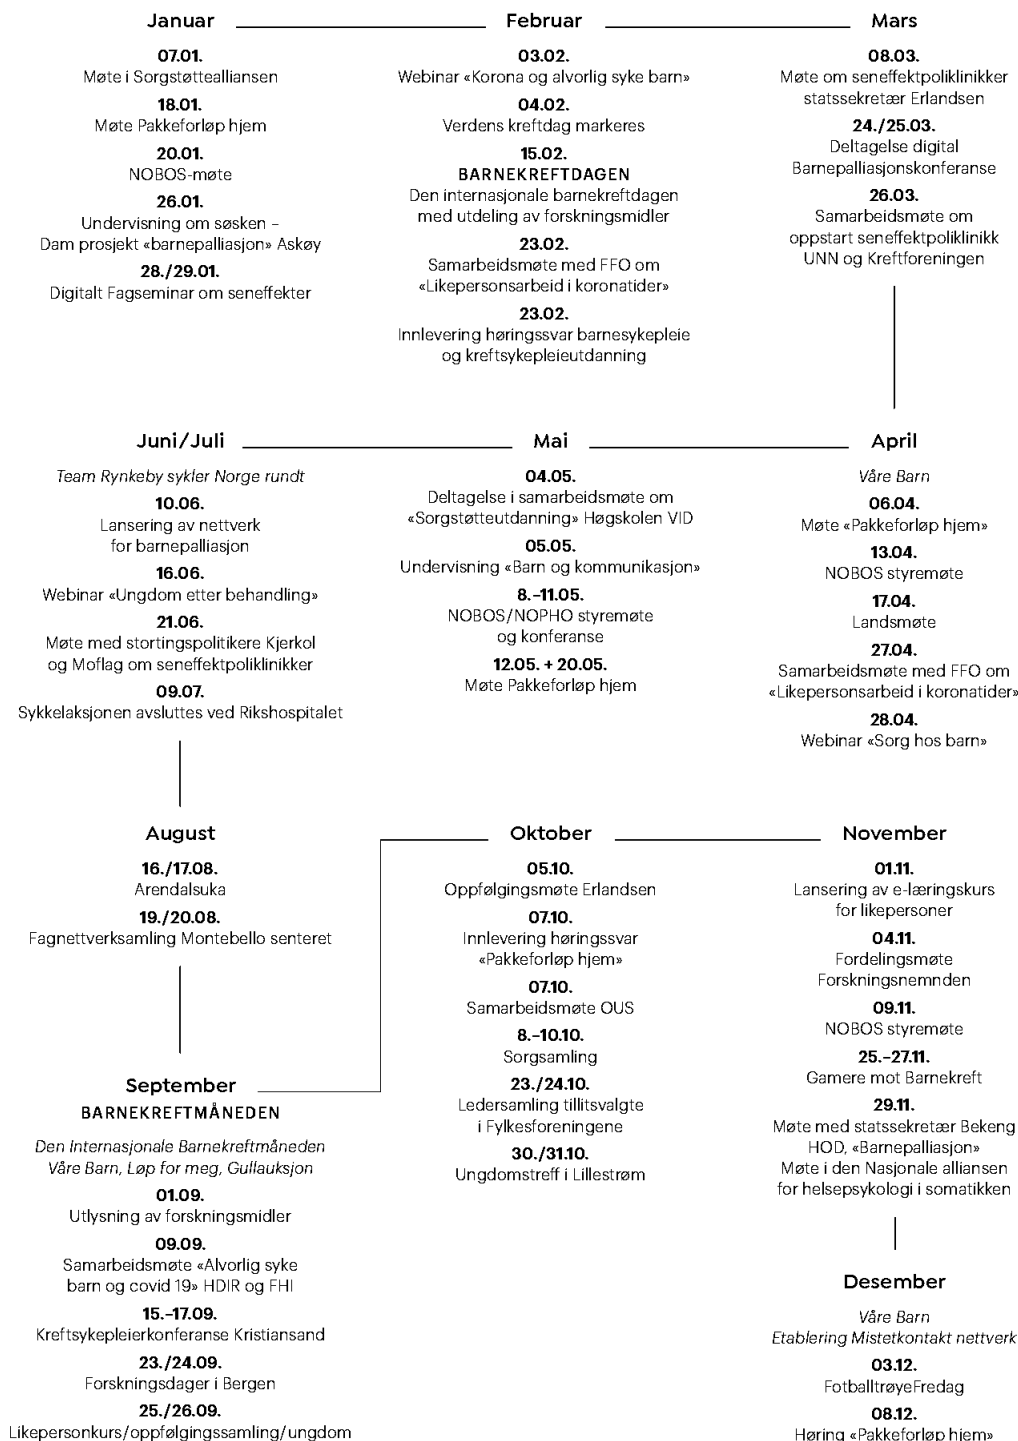 Januar
07.01.
Møte i Sorgstøttealliansen
18.01.
Møte Pakkeforløp hjem
20.01.
NOBOS-møte
26.01.
Undervisning om søsken –
Dam prosjekt «barnepalliasjon» Askøy
28./29.01.
Digitalt Fagseminar om seneffekter
Februar
03.02.
Webinar «Korona og alvorlig syke barn»
04.02.
Verdens kreftdag markeres
15.02.
BARNEKREFTDAGEN
Den internasjonale barnekreftdagen
med utdeling av forskningsmidler
23.02.
Samarbeidsmøte med FFO om
«Likepersonsarbeid i koronatider»
23.02.
Innlevering høringssvar barnesykepleie
og kreftsykepleieutdanning
Mars
08.03.
Møte om seneffektpoliklinikker
statssekretær Erlandsen
24./25.03.
Deltagelse digital
Barnepalliasjonskonferanse
26.03.
Samarbeidsmøte om
oppstart seneffektpoliklinikk
UNN og Kreftforeningen
April
Våre Barn
06.04.
Møte «Pakkeforløp hjem»
13.04.
NOBOS styremøte
17.04.
Landsmøte
27.04.
Samarbeidsmøte med FFO om
«Likepersonsarbeid i koronatider»
28.04.
Webinar «Sorg hos barn»
Mai
04.05.
Deltagelse i samarbeidsmøte om
«Sorgstøtteutdanning» Høgskolen VID
05.05.
Undervisning «Barn og kommunikasjon»
8.–11.05.
NOBOS/NOPHO styremøte
og konferanse
12.05. + 20.05.
Møte Pakkeforløp hjem
Juni/Juli
Team Rynkeby sykler Norge rundt
10.06.
Lansering av nettverk
for barnepalliasjon
16.06.
Webinar «Ungdom etter behandling»
21.06.
Møte med stortingspolitikere Kjerkol
og Moflag om seneffektpoliklinikker
09.07.
Sykkelaksjonen avsluttes ved Rikshospitalet
August
16./17.08.
Arendalsuka
19./20.08.
Fagnettverksamling Montebello senteret
September
BARNEKREFTMÅNEDEN
Den Internasjonale Barnekreftmåneden
Våre Barn, Løp for meg, Gullauksjon
01.09.
Utlysning av forskningsmidler
09.09.
Samarbeidsmøte «Alvorlig syke
barn og covid 19» HDIR og FHI
15.–17.09.
Kreftsykepleierkonferanse Kristiansand
23./24.09.
Forskningsdager i Bergen
25./26.09.
Likepersonkurs/oppfølgingssamling/ungdom
Oktober
05.10.
Oppfølgingsmøte Erlandsen
07.10.
Innlevering høringssvar
«Pakkeforløp hjem»
07.10.
Samarbeidsmøte OUS
8.–10.10.
Sorgsamling
23./24.10.
Ledersamling tillitsvalgte
i Fylkesforeningene
30./31.10.
Ungdomstreff i Lillestrøm
November
01.11.
Lansering av e-læringskurs
for likepersoner
04.11.
Fordelingsmøte
Forskningsnemnden
09.11.
NOBOS styremøte
25.–27.11.
Gamere mot Barnekreft
29.11.
Møte med statssekretær Bekeng
HOD, «Barnepalliasjon»
Møte i den Nasjonale alliansen
for helsepsykologi i somatikken
Desember
Våre Barn
Etablering Mistetkontakt nettverk
03.12.
FotballtrøyeFredag
08.12.
Høring «Pakkeforløp hjem»